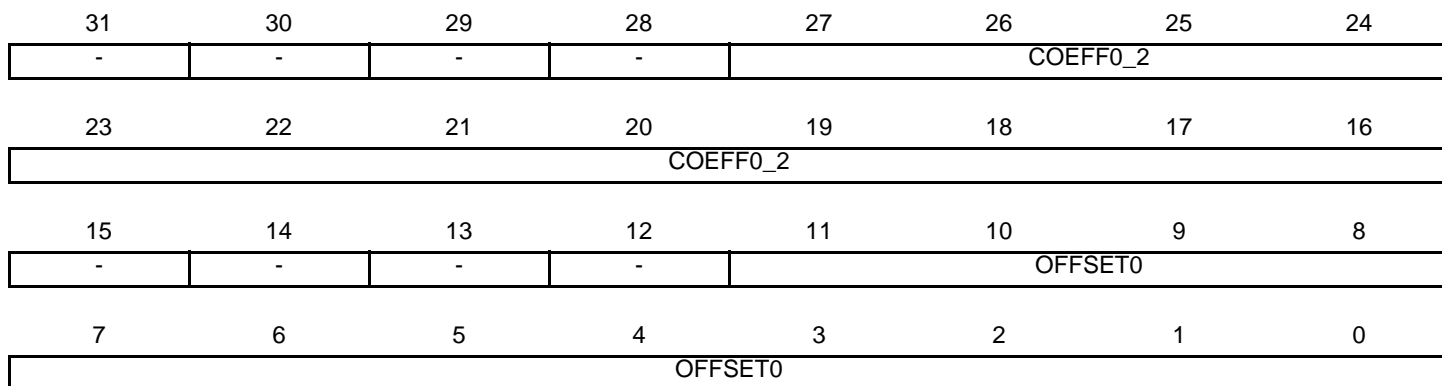 31 30 29 28 27 26 25 24
- - - - COEFF0_2
23 22 21 20 19 18 17 16
COEFF0_2
15 14 13 12 11 10 9 8
- - - - OFFSET0
7 6 5 4 3 2 1 0
OFFSET0